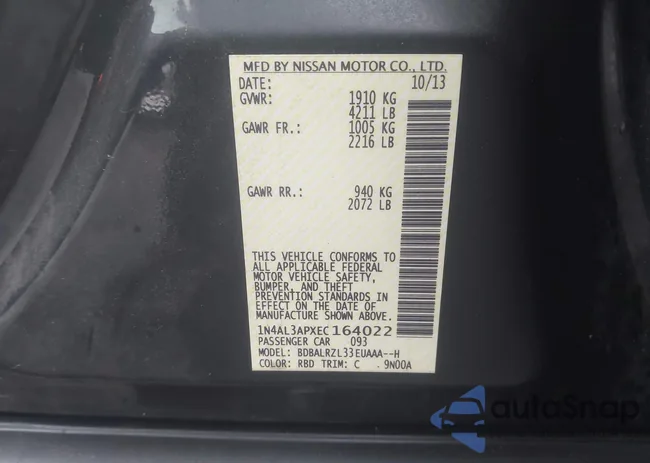 MFD BY NISSAN MOTOR CO., LTD.
DATE: 10/13
GVWR: 1910 KG
4211 LB
GAWR FR.: 1005 KG
2216 LB
GAWR RR.: 940 KG
2072 LB
THIS VEHICLE CONFORMS TO
ALL APPLICABLE FEDERAL
MOTOR VEHICLE SAFETY,
BUMPER, AND THEFT
PREVENTION STANDARDS IN
EFFECT ON THE DATE OF
MANUFACTURE SHOWN ABOVE.
1N4AL3APXEC164022
PASSENGER CAR 093
MODEL: BDBALRZL33EUAAA--H
COLOR: RBD TRIM: C . 9N00A
autoSnap